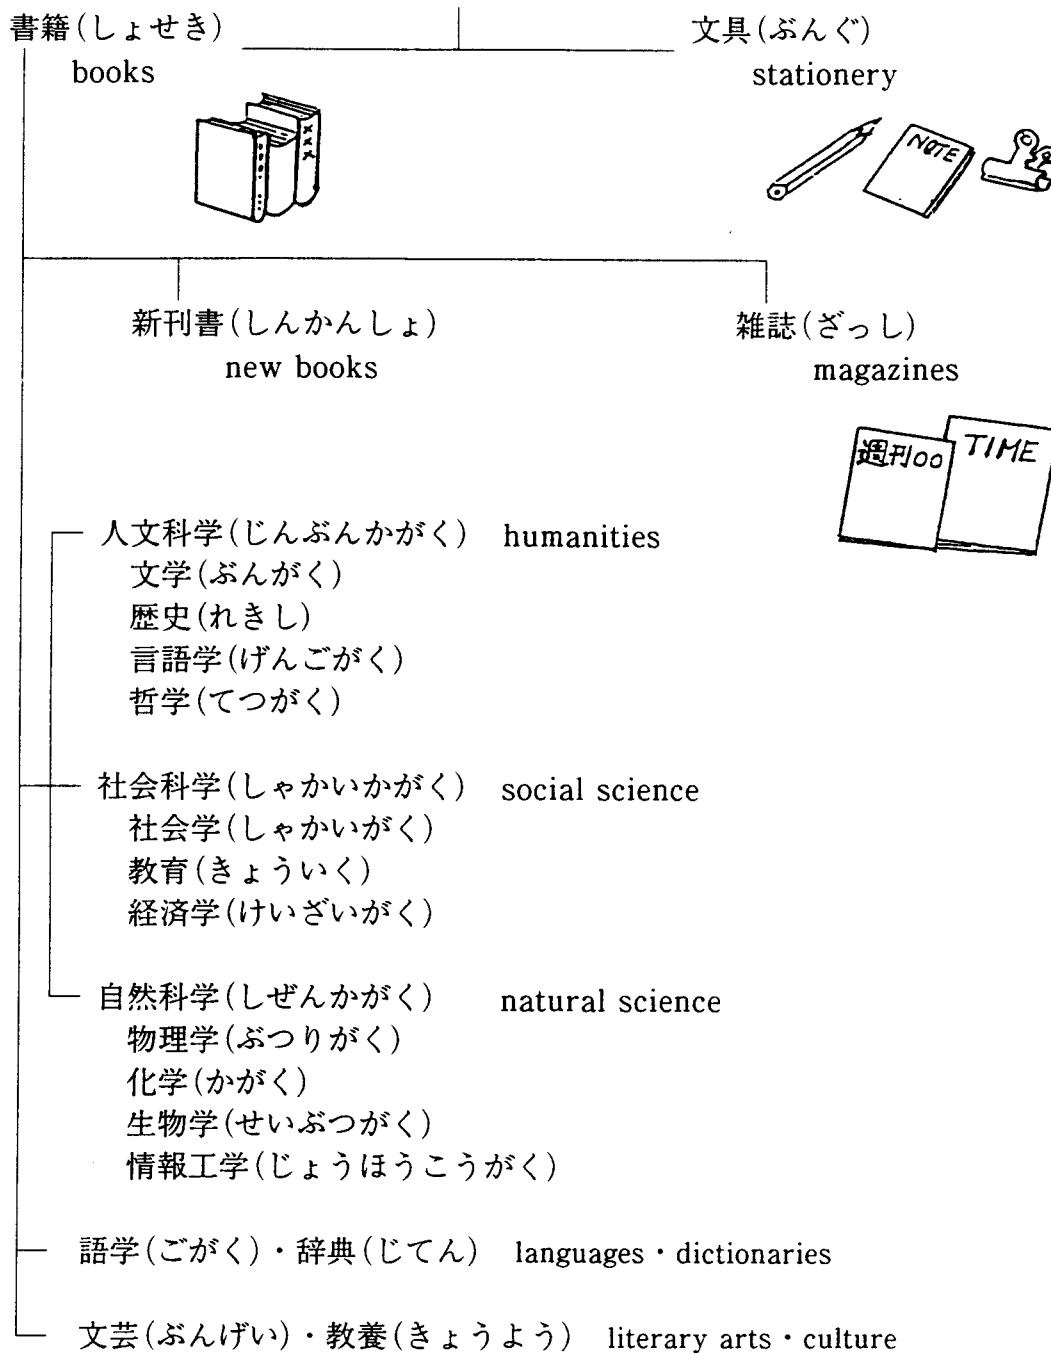 書籍(しょせき)
books
文具(ぶんぐ)
stationery
NOTE
新刊書(しんかんしょ)
new books
雑誌(ざっし)
magazines
週刊○○
TIME
人文科学(じんぶんかがく) humanities
文学(ぶんがく)
歴史(れきし)
言語学(げんごがく)
哲学(てつがく)
社会科学(しゃかいかがく) social science
社会学(しゃかいがく)
教育(きょういく)
経済学(けいざいがく)
自然科学(しぜんかがく) natural science
物理学(ぶつりがく)
化学(かがく)
生物学(せいぶつがく)
情報工学(じょうほうこうがく)
語学(ごがく)・辞典(じてん) languages・dictionaries
文芸(ぶんげい)・教養(きょうよう) literary arts・culture